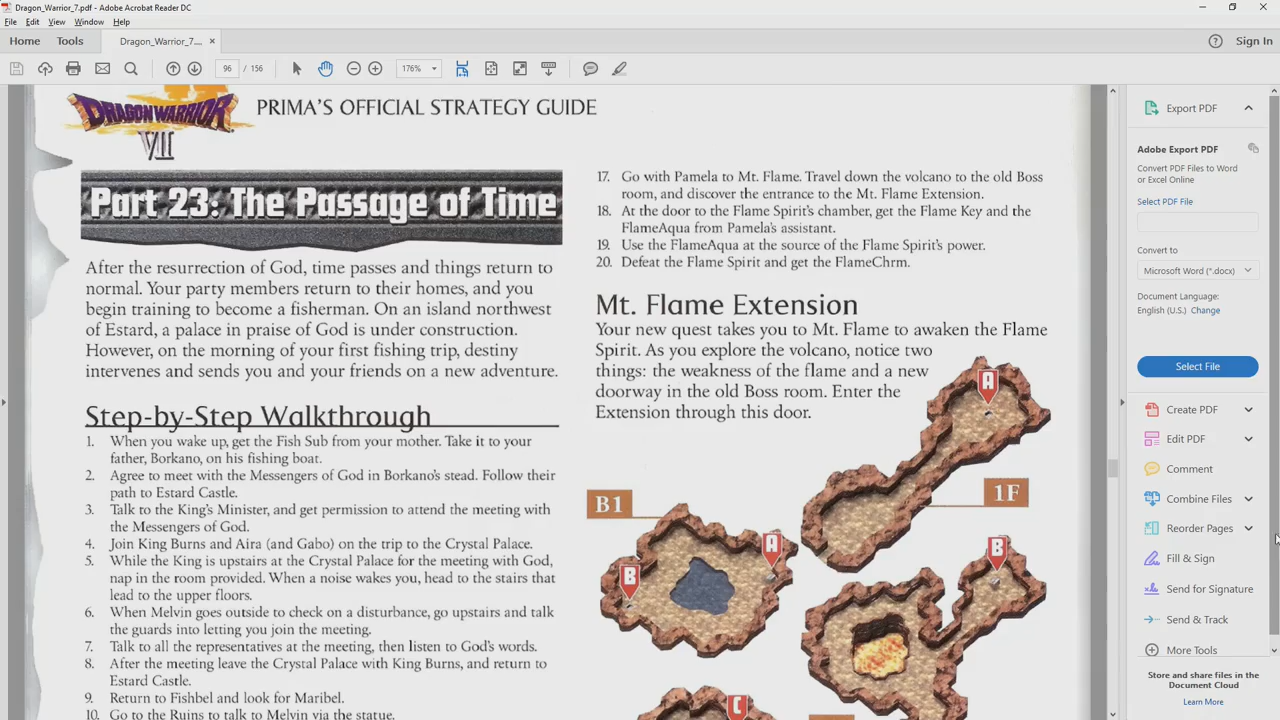 Dragon_Warrior_7.pdf - Adobe Acrobat Reader DC
File Edit View Window Help
Home Tools Dragon_Warrior_7.... × Sign In
96 / 156 176%
DRAGON WARRIOR
VII
PRIMA'S OFFICIAL STRATEGY GUIDE
Part 23: The Passage of Time
After the resurrection of God, time passes and things return to
normal. Your party members return to their homes, and you
begin training to become a fisherman. On an island northwest
of Estard, a palace in praise of God is under construction.
However, on the morning of your first fishing trip, destiny
intervenes and sends you and your friends on a new adventure.
Step-by-Step Walkthrough
1. When you wake up, get the Fish Sub from your mother. Take it to your
father, Borkano, on his fishing boat.
2. Agree to meet with the Messengers of God in Borkano's stead. Follow their
path to Estard Castle.
3. Talk to the King's Minister, and get permission to attend the meeting with
the Messengers of God.
4. Join King Burns and Aira (and Gabo) on the trip to the Crystal Palace.
5. While the King is upstairs at the Crystal Palace for the meeting with God,
nap in the room provided. When a noise wakes you, head to the stairs that
lead to the upper floors.
6. When Melvin goes outside to check on a disturbance, go upstairs and talk
the guards into letting you join the meeting.
7. Talk to all the representatives at the meeting, then listen to God's words.
8. After the meeting leave the Crystal Palace with King Burns, and return to
Estard Castle.
9. Return to Fishbel and look for Maribel.
10. Go to the Ruins to talk to Melvin via the statue.
17. Go with Pamela to Mt. Flame. Travel down the volcano to the old Boss
room, and discover the entrance to the Mt. Flame Extension.
18. At the door to the Flame Spirit's chamber, get the Flame Key and the
FlameAqua from Pamela's assistant.
19. Use the FlameAqua at the source of the Flame Spirit's power.
20. Defeat the Flame Spirit and get the FlameChrm.
Mt. Flame Extension
Your new quest takes you to Mt. Flame to awaken the Flame
Spirit. As you explore the volcano, notice two
things: the weakness of the flame and a new
doorway in the old Boss room. Enter the
Extension through this door.
A
1F
B1
A
B
B
C
Export PDF
Adobe Export PDF
Convert PDF Files to Word
or Excel Online
Select PDF File
Convert to
Microsoft Word (*.docx)
Document Language:
English (U.S.) Change
Select File
Create PDF
Edit PDF
Comment
Combine Files
Reorder Pages
Fill & Sign
Send for Signature
Send & Track
More Tools
Store and share files in the
Document Cloud
Learn More